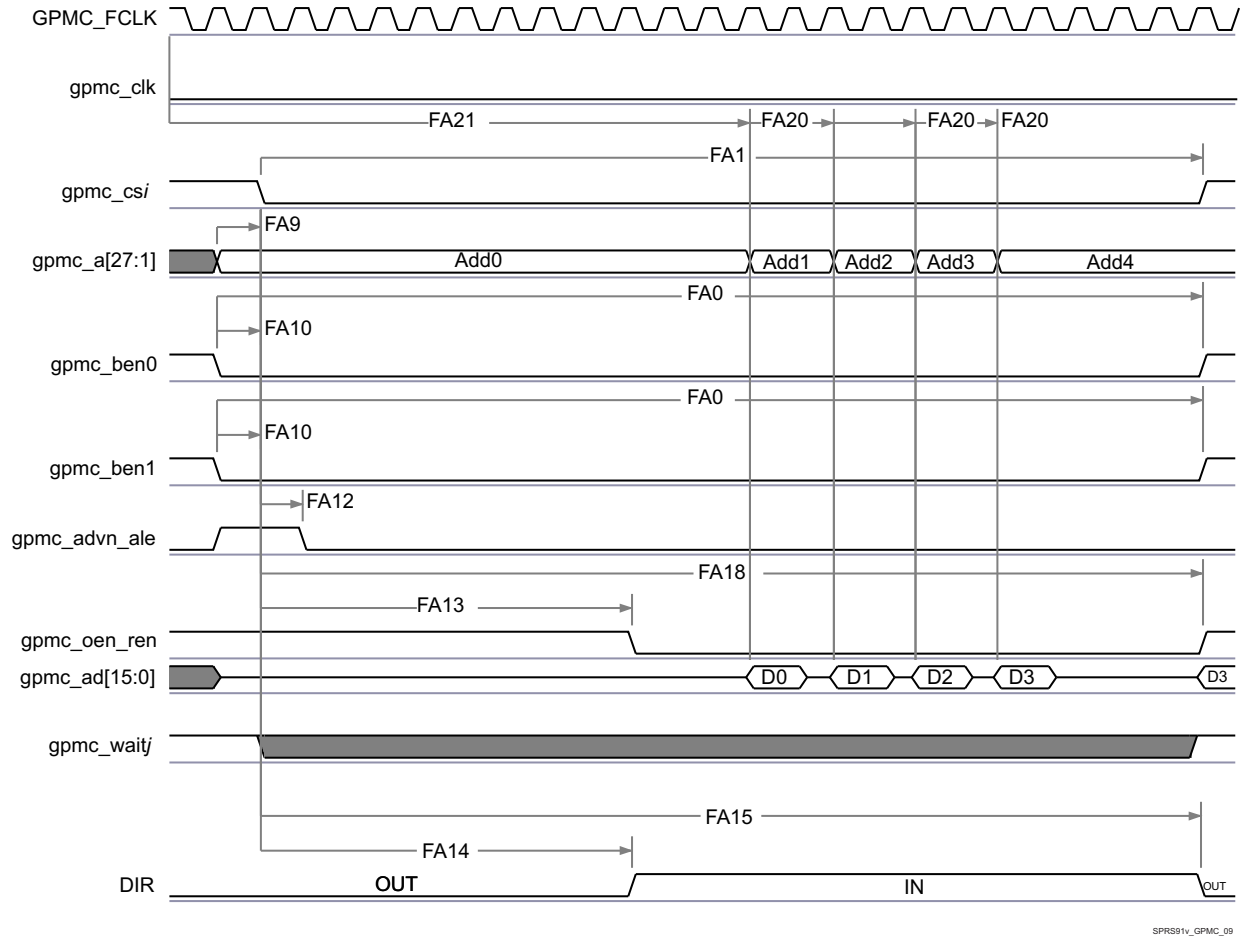 GPMC_FCLK
gpmc_clk
FA21 FA20 FA20 FA20
FA1
gpmc_csi
FA9
gpmc_a[27:1] Add0 Add1 Add2 Add3 Add4
FA0
FA10
gpmc_ben0
FA0
FA10
gpmc_ben1
FA12
gpmc_advn_ale
FA18
FA13
gpmc_oen_ren
gpmc_ad[15:0] D0 D1 D2 D3 D3
gpmc_waitj
FA15
FA14
DIR OUT IN OUT
SPRS91v_GPMC_09